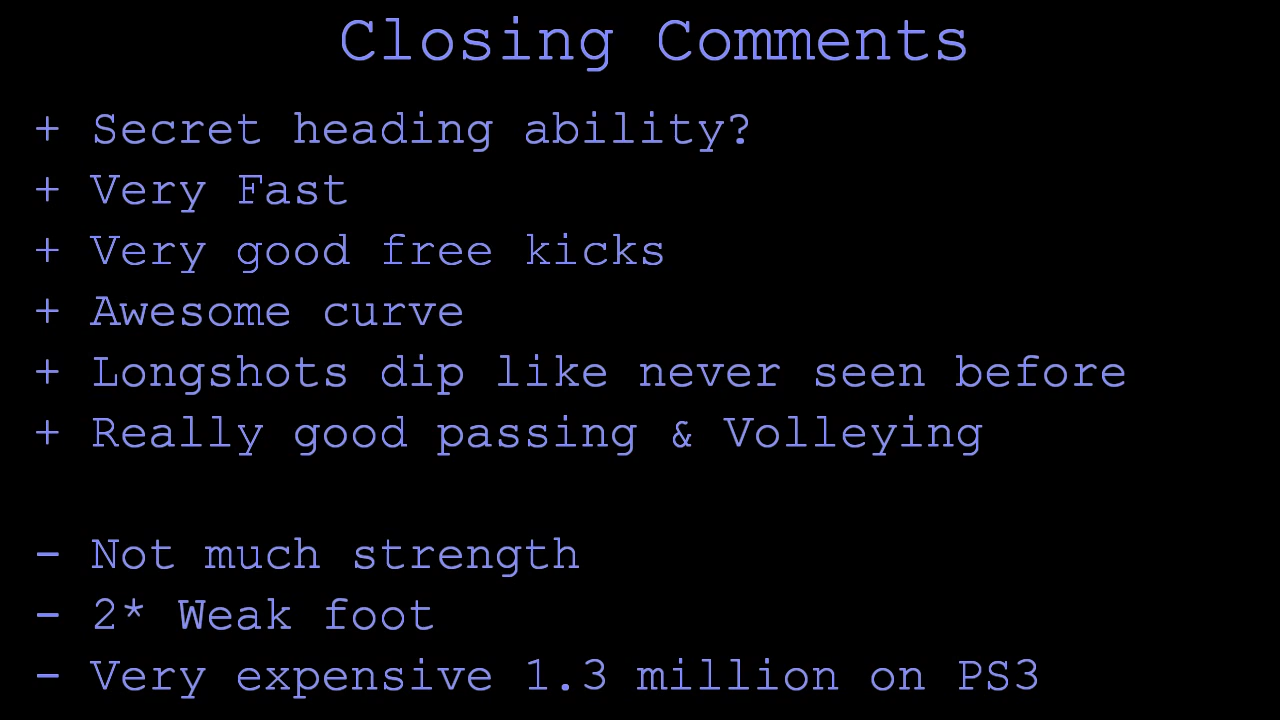 Closing Comments
+ Secret heading ability?
+ Very Fast
+ Very good free kicks
+ Awesome curve
+ Longshots dip like never seen before
+ Really good passing & Volleying
- Not much strength
- 2* Weak foot
- Very expensive 1.3 million on PS3